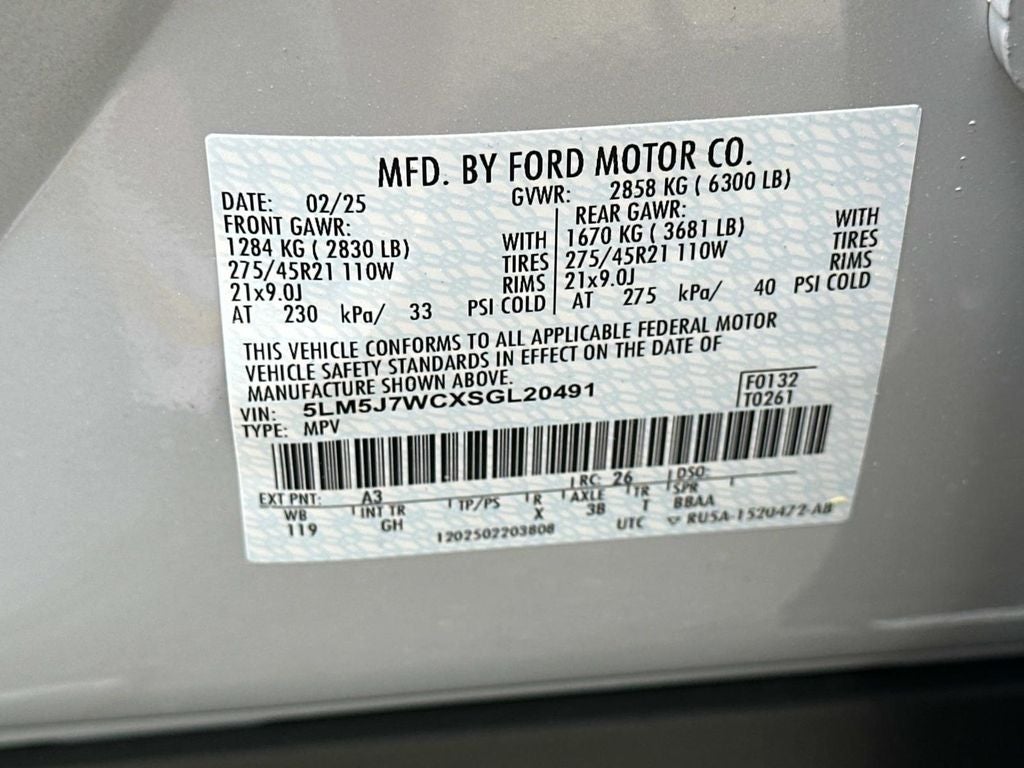 MFD. BY FORD MOTOR CO.
DATE: 02/25 GVWR: 2858 KG ( 6300 LB)
FRONT GAWR: REAR GAWR:
1284 KG ( 2830 LB) WITH 1670 KG ( 3681 LB) WITH
275/45R21 110W TIRES 275/45R21 110W TIRES
21x9.0J RIMS 21x9.0J RIMS
AT 230 kPa/ 33 PSI COLD AT 275 kPa/ 40 PSI COLD
THIS VEHICLE CONFORMS TO ALL APPLICABLE FEDERAL MOTOR
VEHICLE SAFETY STANDARDS IN EFFECT ON THE DATE OF
MANUFACTURE SHOWN ABOVE.
VIN: 5LM5J7WCXSGL20491 F0132
TYPE: MPV T0261
EXT PNT: A3 RC 26 DSO:
WB INT TR TP/PS R AXLE TR SPR
119 GH X 3B T BBAA
1202502203808 UTC RU5A-1520472-AB